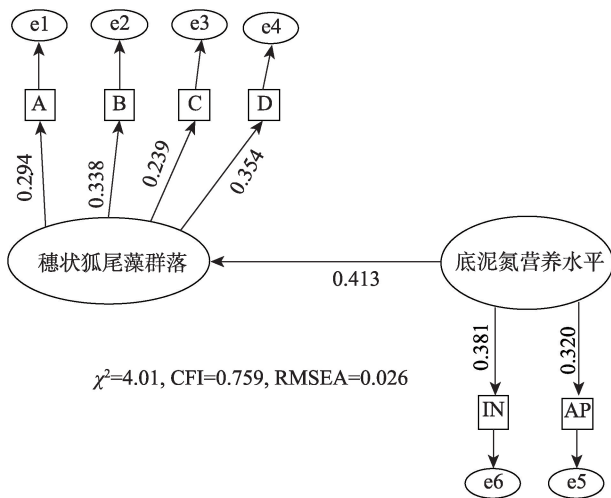 e1 e2 e3 e4
A B C D
0.294 0.338 0.239 0.354
穗状狐尾藻群落
底泥氮营养水平
0.413
0.381 0.320
χ²=4.01, CFI=0.759, RMSEA=0.026
IN AP
e6 e5